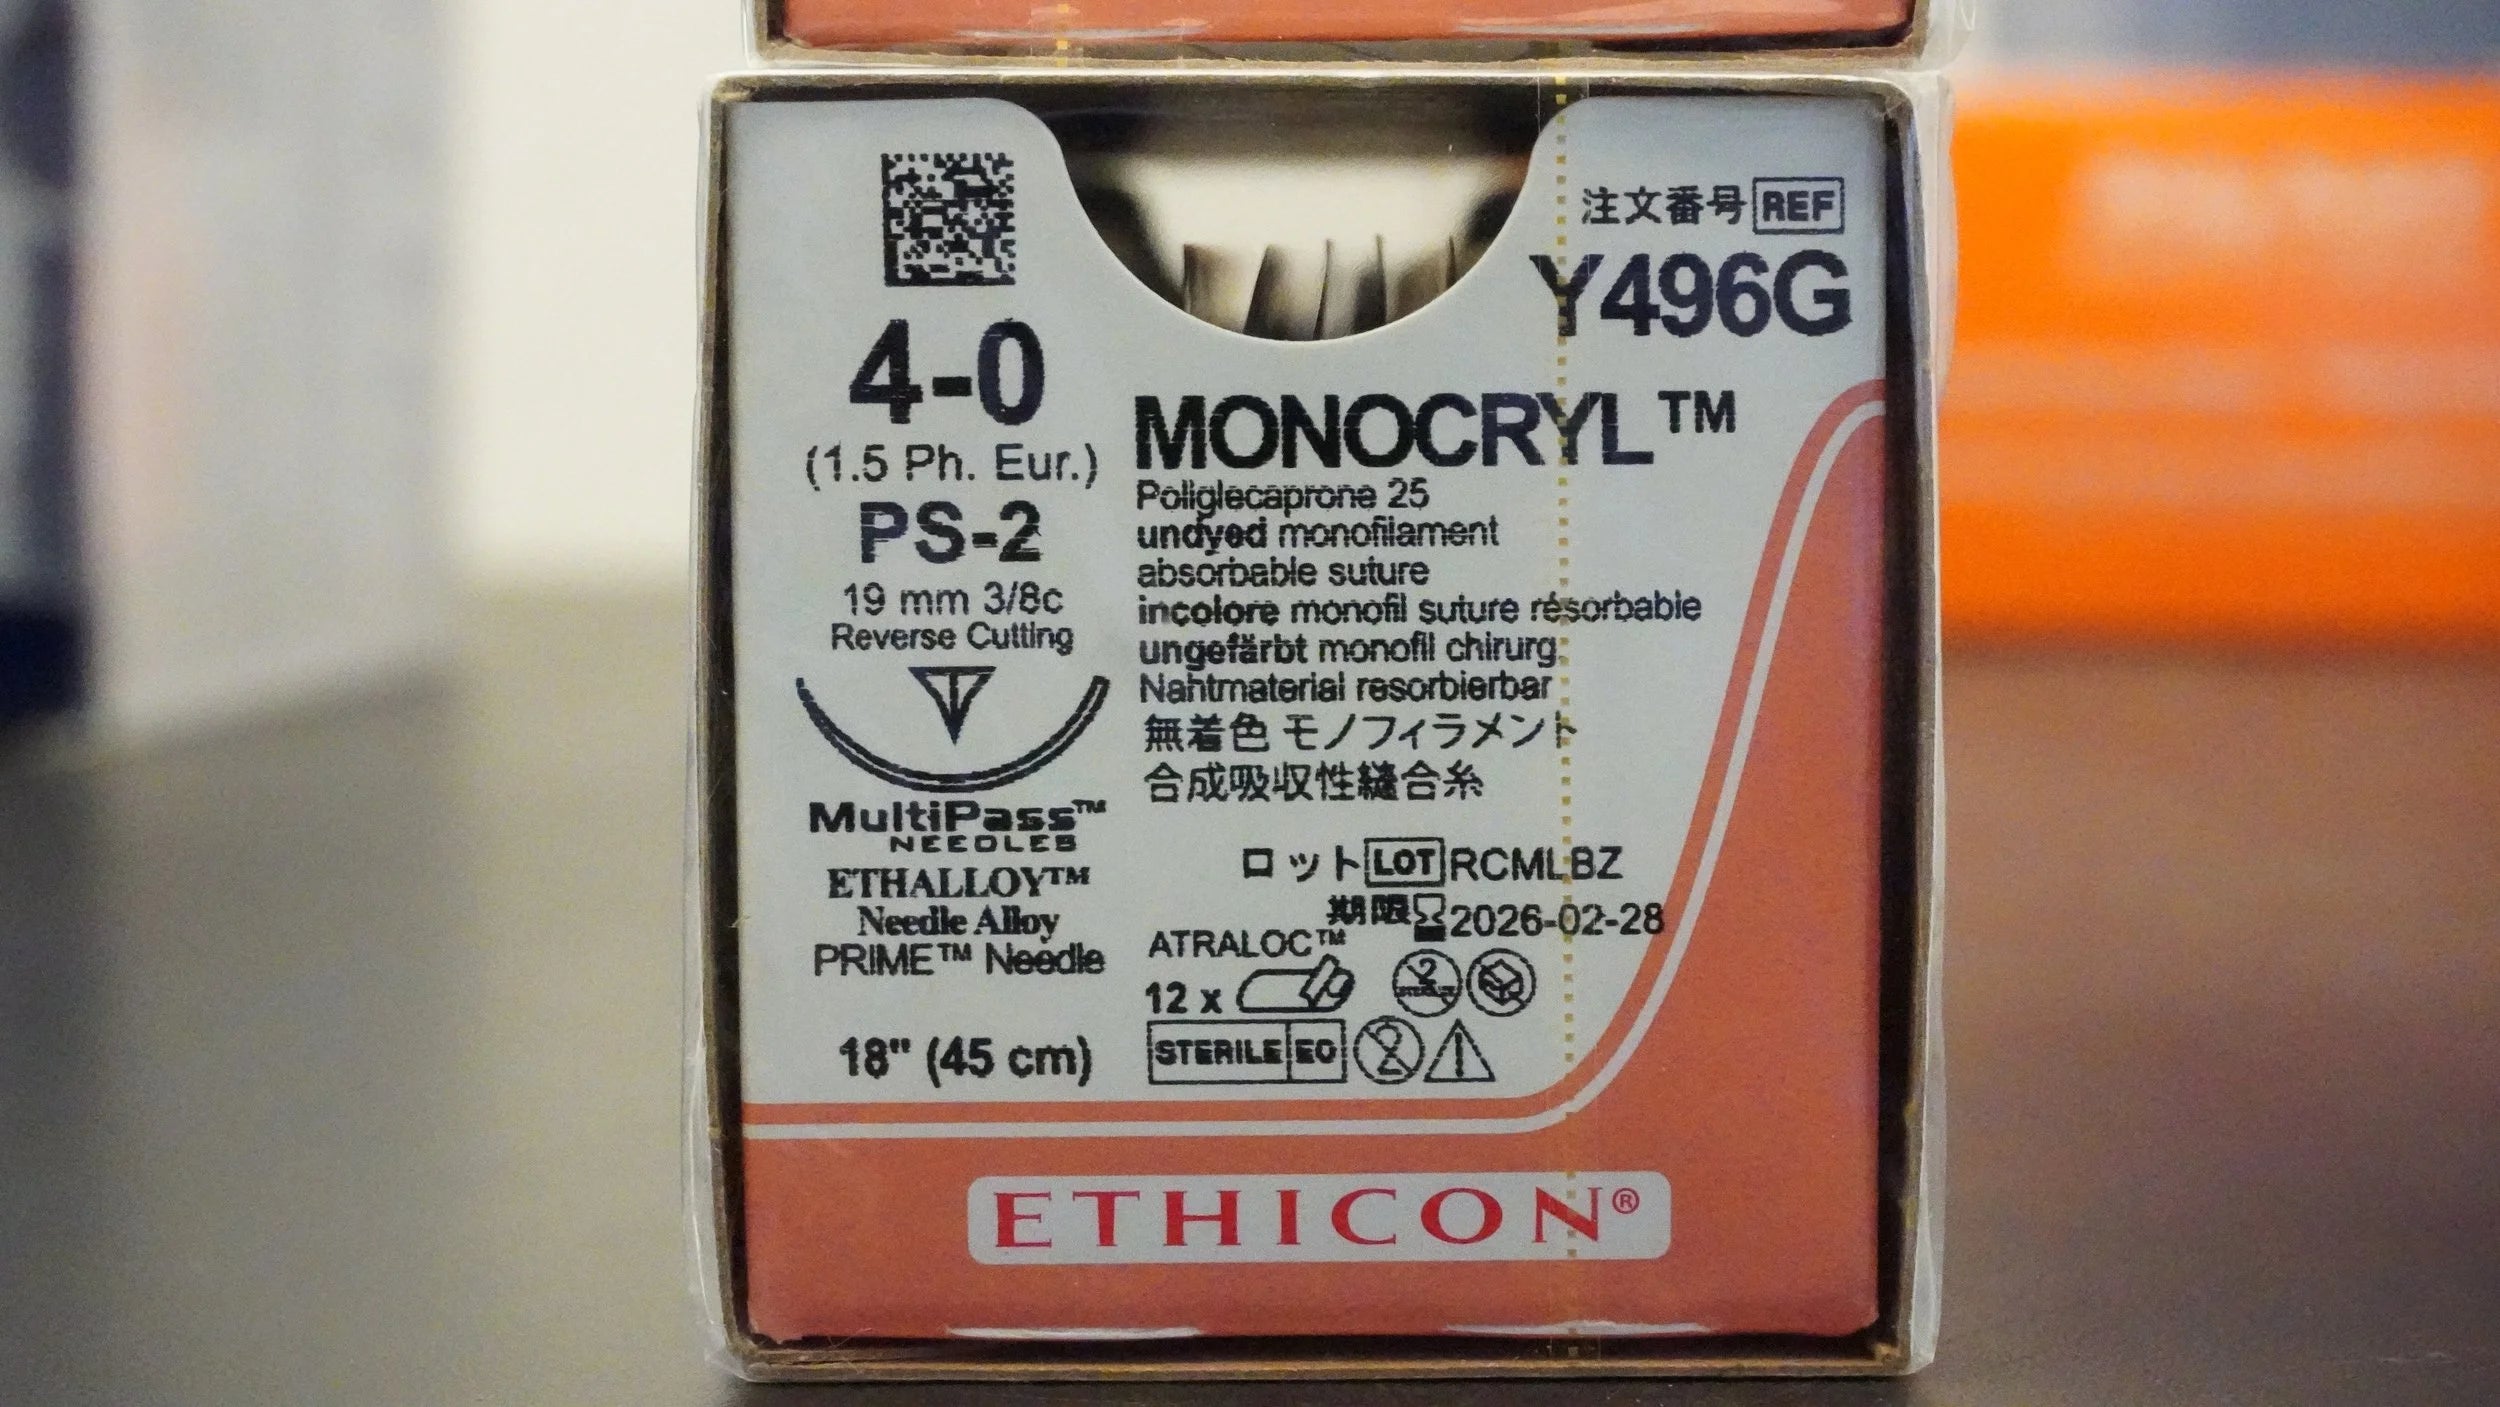 注文番号 REF
Y496G
4-0
(1.5 Ph. Eur.)
PS-2
19 mm 3/8c
Reverse Cutting
MultiPass™
NEEDLES
ETHALLOY™
Needle Alloy
PRIME™ Needle
18" (45 cm)
MONOCRYL™
Poliglecaprone 25
undyed monofilament
absorbable suture
incolore monofil suture résorbable
ungefärbt monofil chirurg.
Nahtmaterial resorbierbar
無着色 モノフィラメント
合成吸収性縫合糸
ロット LOT RCMLBZ
期限 2026-02-28
ATRALOC™
12 x
2
STERILE EO
2
ETHICON®